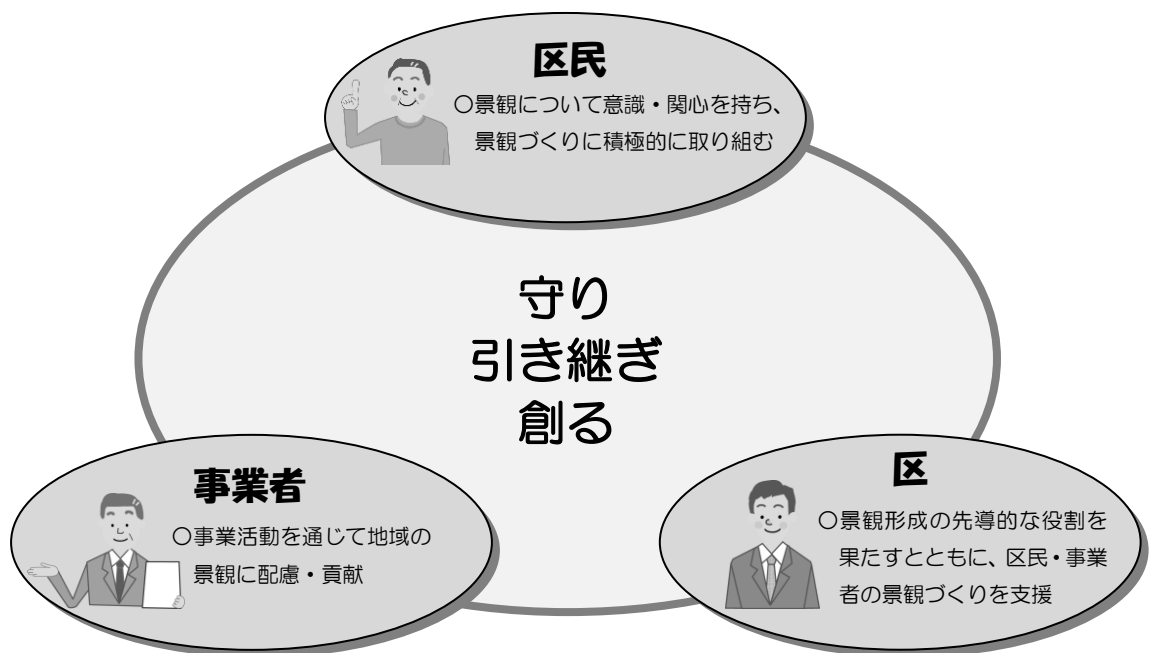 区民
○景観について意識・関心を持ち、
景観づくりに積極的に取り組む
守り
引き継ぎ
創る
事業者
○事業活動を通じて地域の
景観に配慮・貢献
区
○景観形成の先導的な役割を
果たすとともに、区民・事業
者の景観づくりを支援